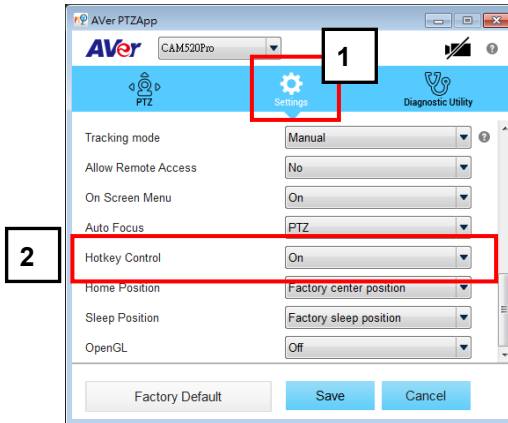 AVer PTZApp
AVer CAM520Pro
1
PTZ Settings Diagnostic Utility
Tracking mode Manual
Allow Remote Access No
On Screen Menu On
Auto Focus PTZ
2 Hotkey Control On
Home Position Factory center position
Sleep Position Factory sleep position
OpenGL Off
Factory Default Save Cancel